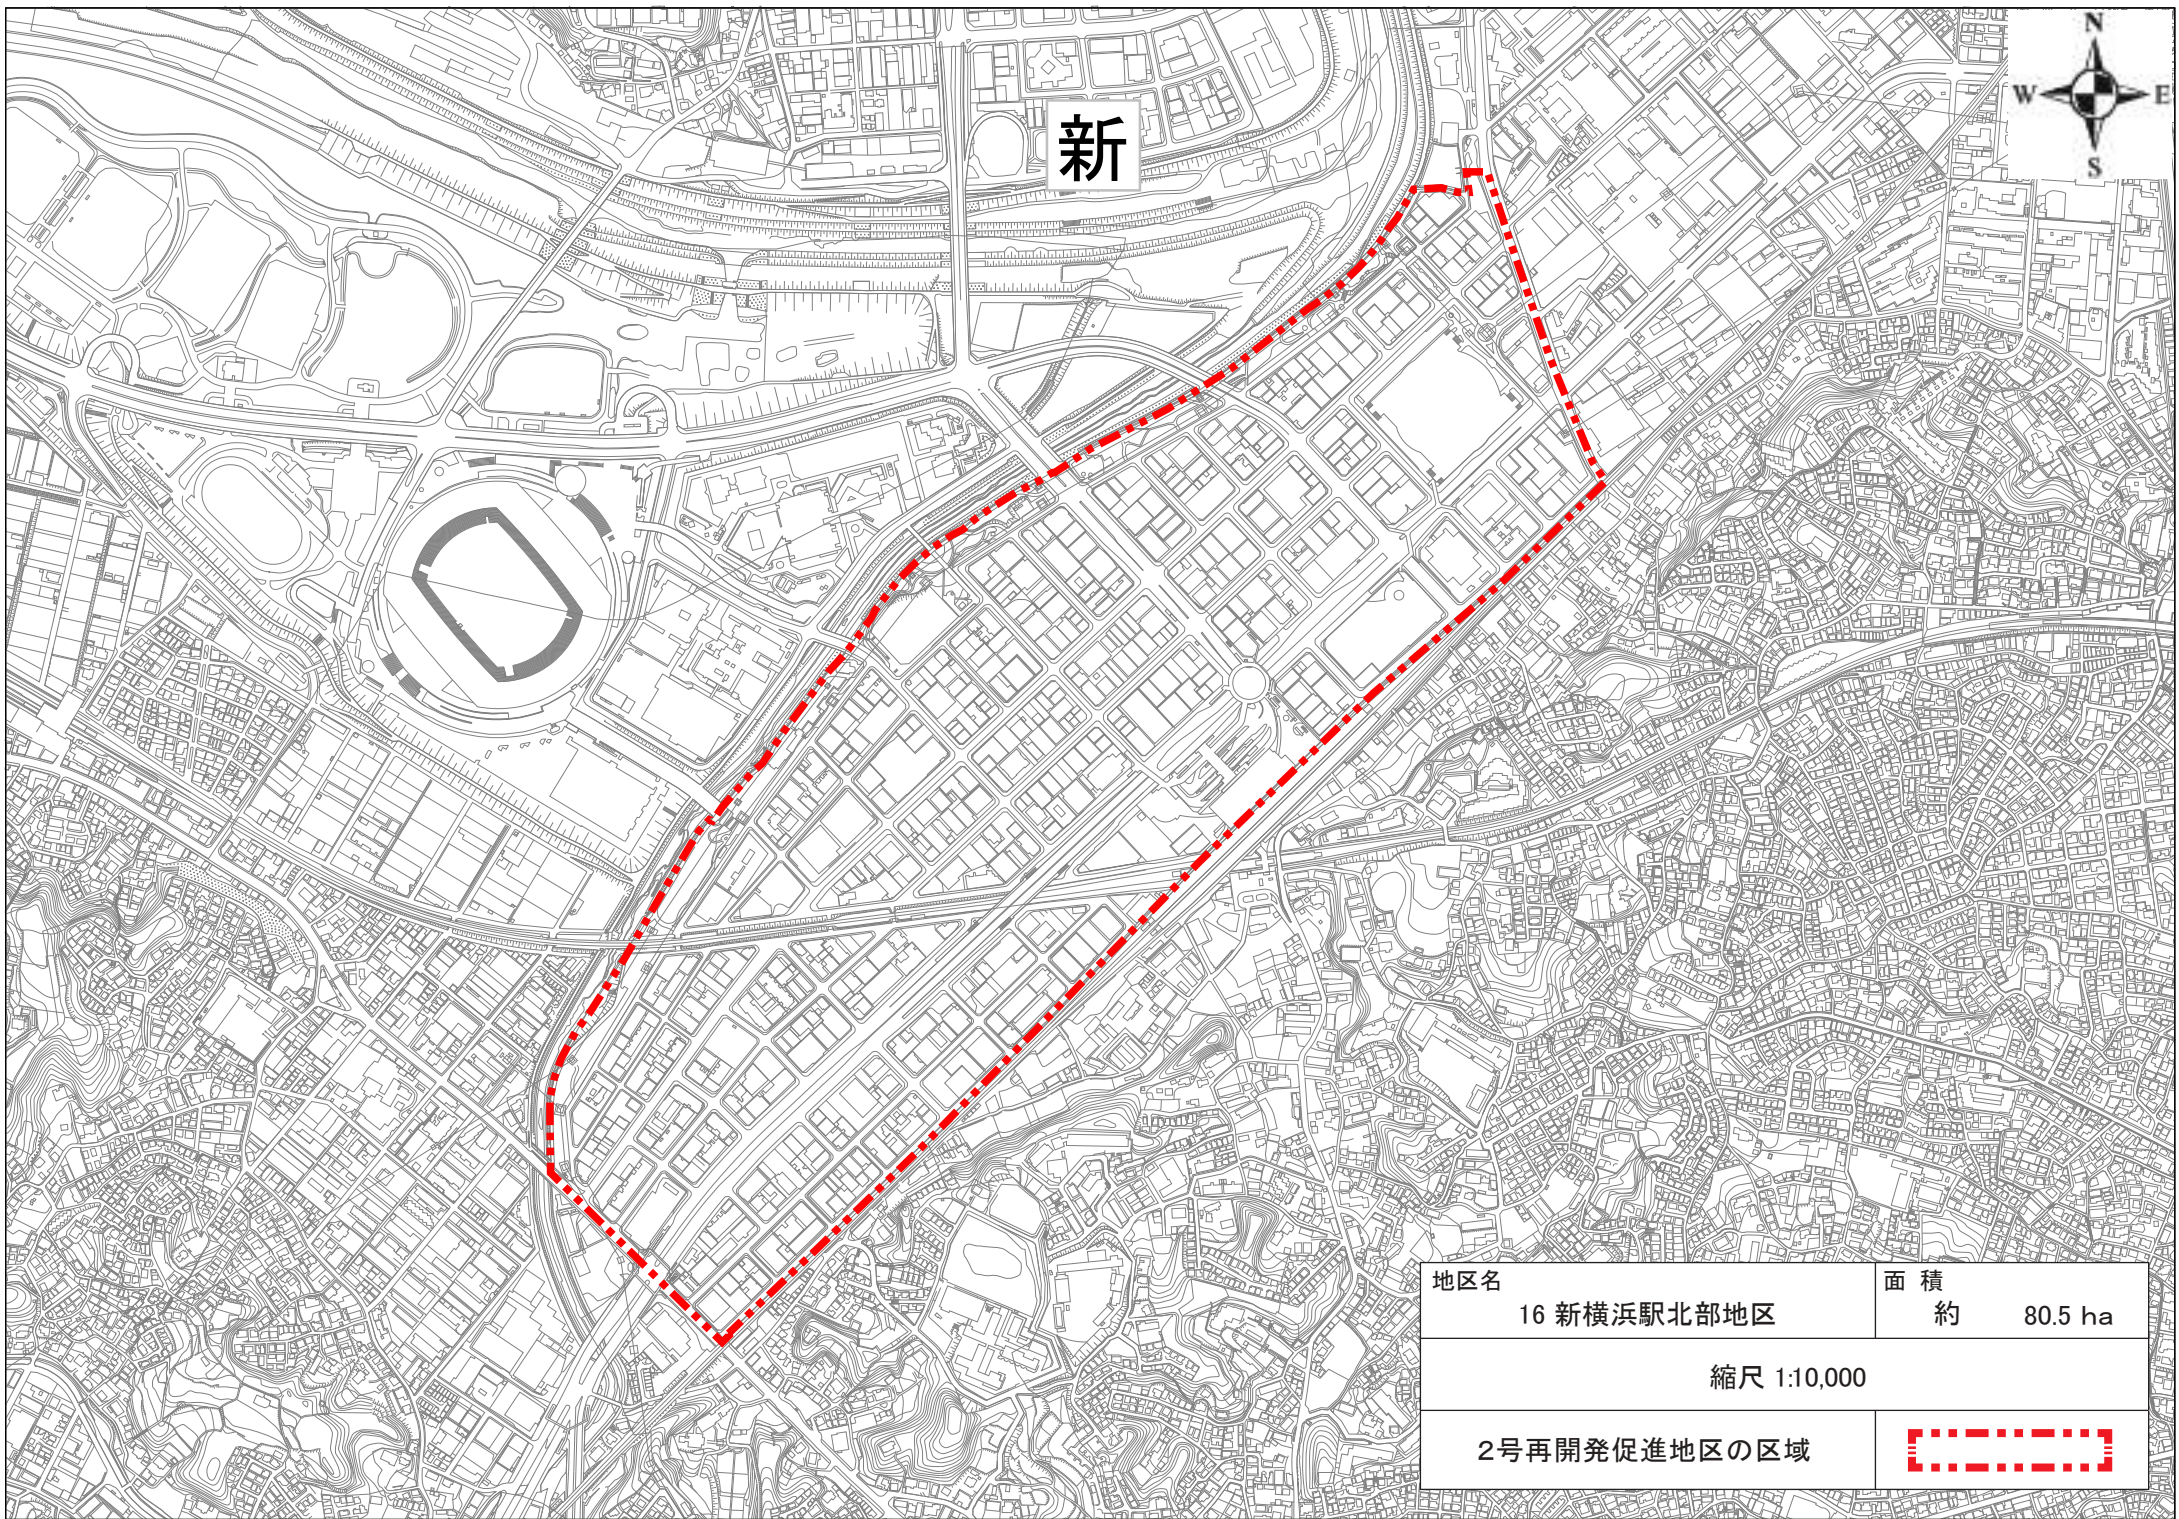 N
W E
S
新
地区名
16 新横浜駅北部地区
面 積
約 80.5 ha
縮尺 1:10,000
2号再開発促進地区の区域